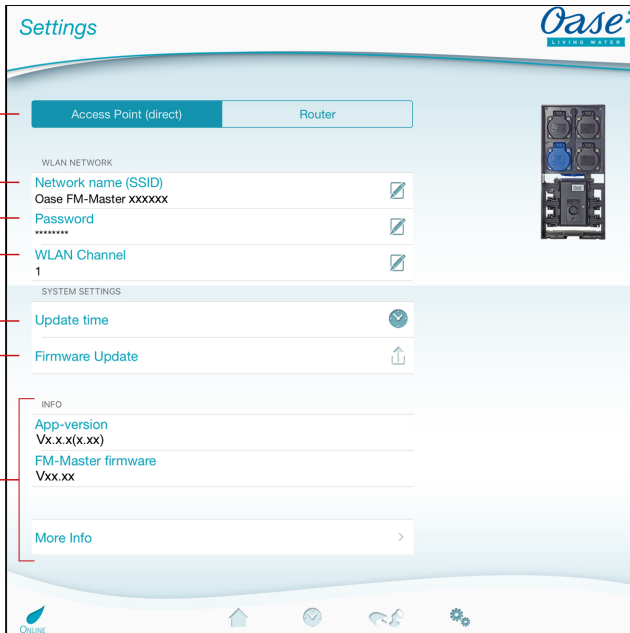 Settings
Oase
LIVING WATER
Access Point (direct)
Router
WLAN NETWORK
Network name (SSID)
Oase FM-Master xxxxxx
Password
********
WLAN Channel
1
SYSTEM SETTINGS
Update time
Firmware Update
INFO
App-version
Vx.x.x(x.xx)
FM-Master firmware
Vxx.xx
More Info
ONLINE